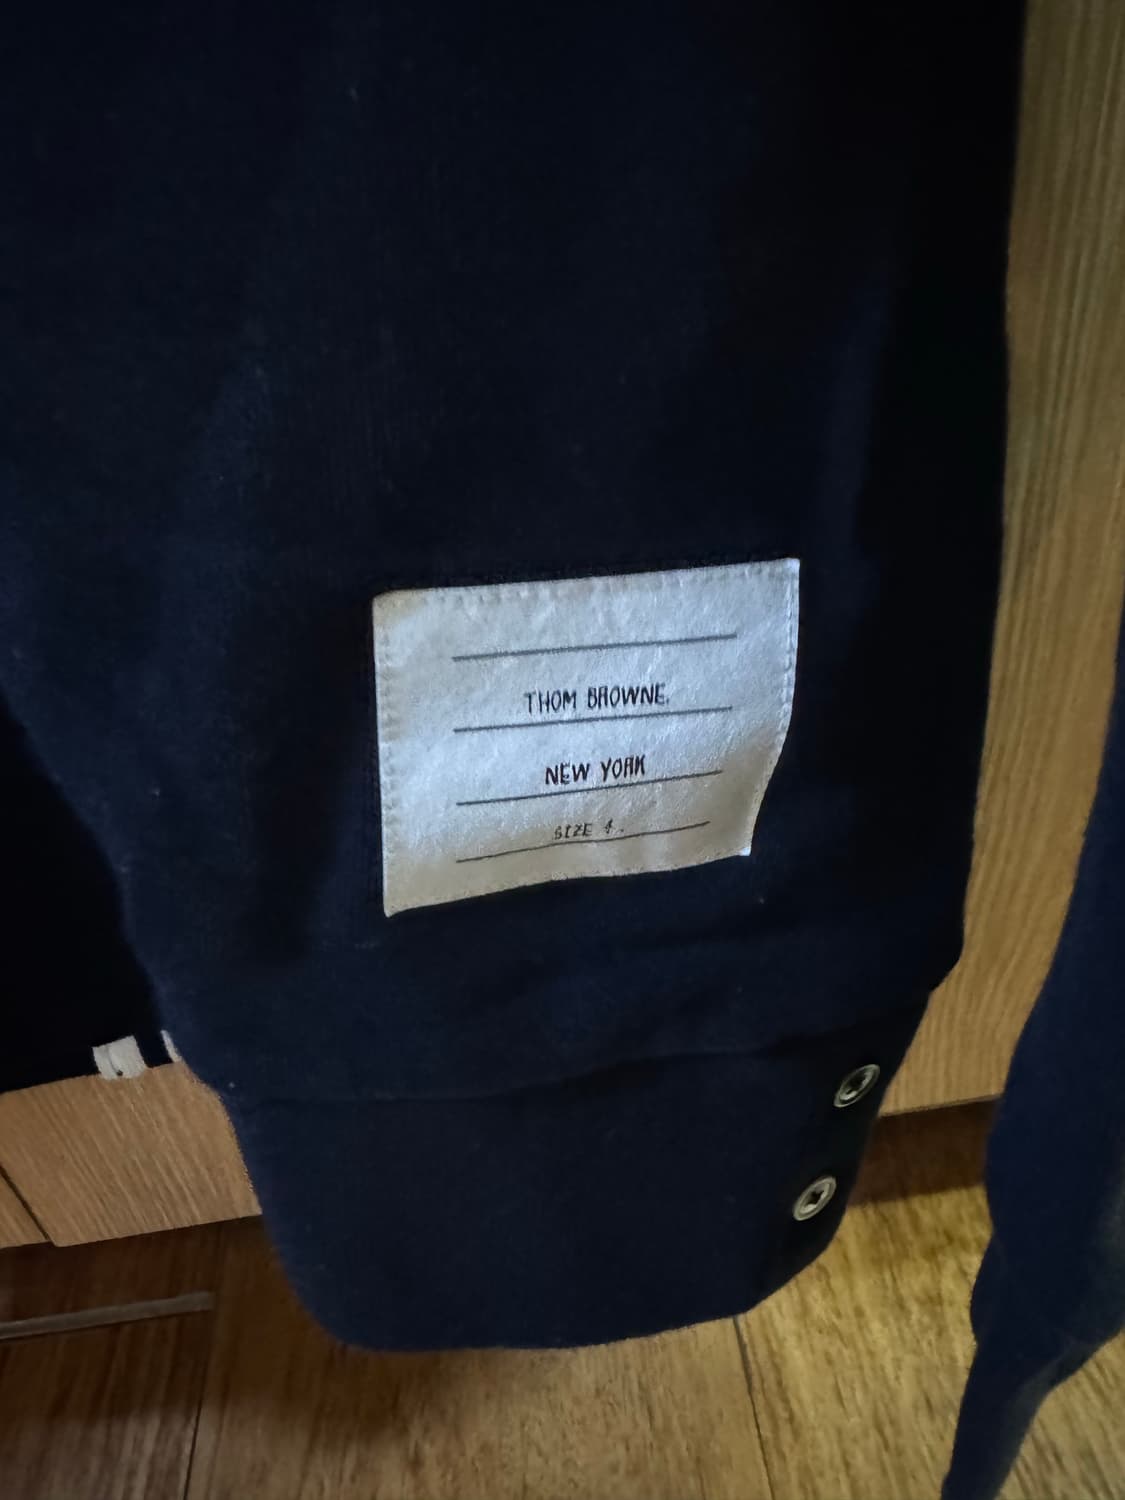 THOM BROWNE.
NEW YORK
SIZE 4.